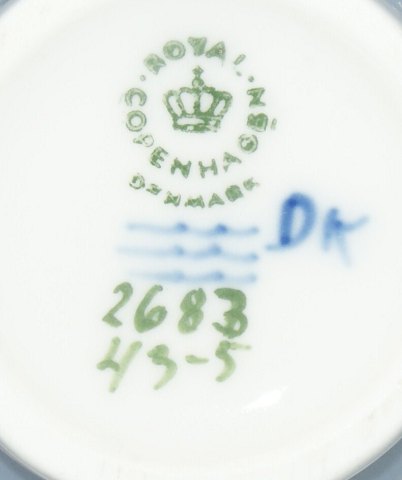 ROYAL
COPENHAGEN
DENMARK
DK
2683
43-5